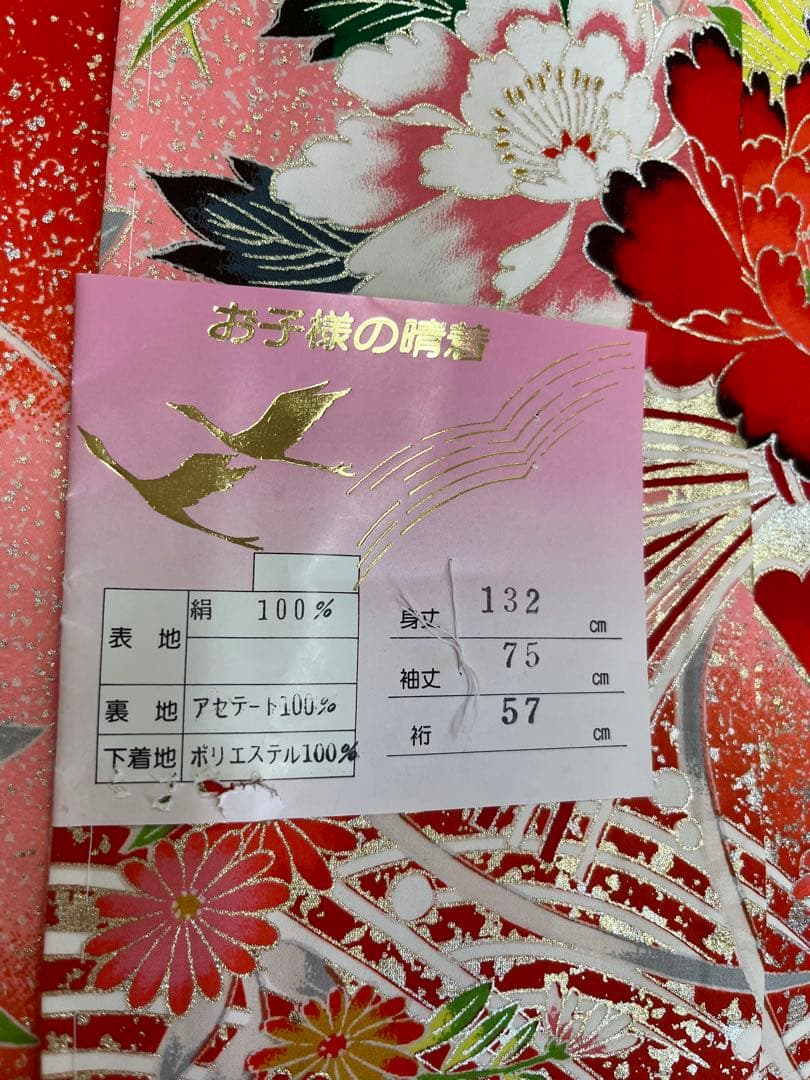 お子様の晴着
表地 絹 100%
裏地 アセテート100%
下着地 ポリエステル100%
身丈 132 cm
袖丈 75 cm
裄 57 cm